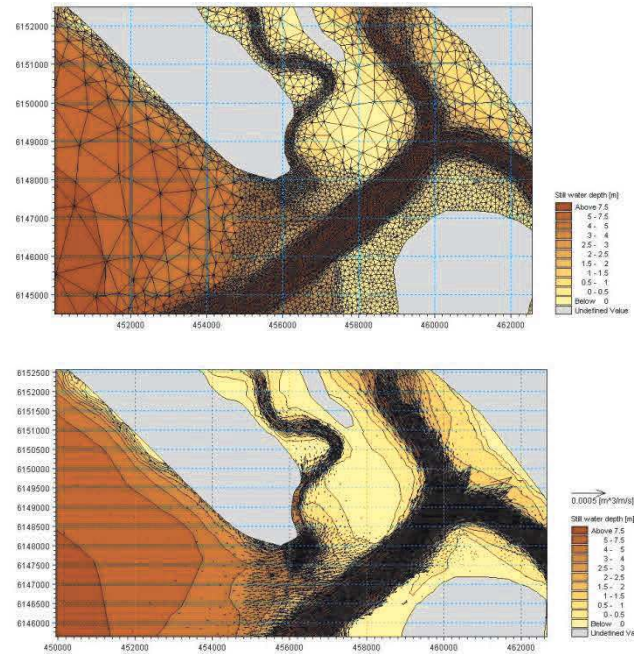 6152000
6151000
6150000
6149000
6148000
6147000
6146000
6145000
452000 454000 456000 458000 460000 462000
Still water depth [m]
Above 7.5
5 - 7.5
4 - 5
3 - 4
2.5 - 3
2 - 2.5
1.5 - 2
1 - 1.5
0.5 - 1
0 - 0.5
Below 0
Undefined Value
6152500
6152000
6151500
6151000
6150500
6150000
6149500
6149000
6148500
6148000
6147500
6147000
6146500
6146000
450000 452000 454000 456000 458000 460000 462000
0.0005 [m^3/m/s]
Still water depth [m]
Above 7.5
5 - 7.5
4 - 5
3 - 4
2.5 - 3
2 - 2.5
1.5 - 2
1 - 1.5
0.5 - 1
0 - 0.5
Below 0
Undefined Val